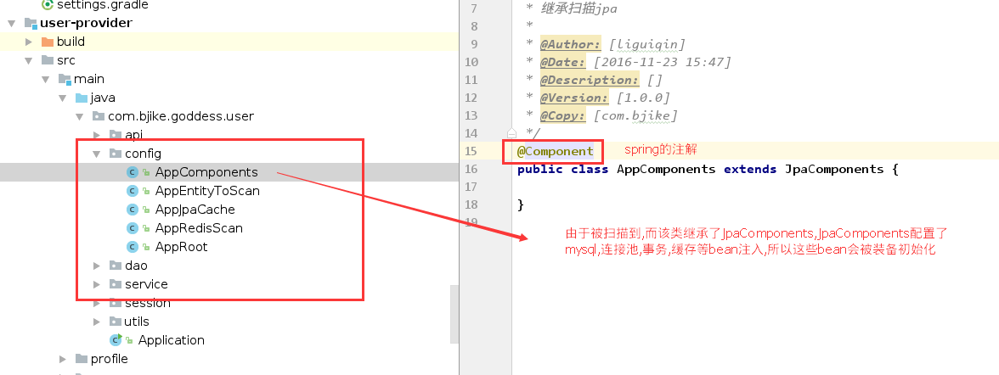 settings.gradle
user-provider
build
src
main
java
com.bjike.goddess.user
api
config
AppComponents
AppEntityToScan
AppJpaCache
AppRedisScan
AppRoot
dao
service
session
utils
Application
profile
7 * 继承扫描jpa
8 *
9 * @Author: [liguiqin]
10 * @Date: [2016-11-23 15:47]
11 * @Description: []
12 * @Version: [1.0.0]
13 * @Copy: [com.bjike]
14 */
15 @Component spring的注解
16 public class AppComponents extends JpaComponents {
17
18 }
19
由于被扫描到,而该类继承了JpaComponents,JpaComponents配置了
mysql,连接池,事务,缓存等bean注入,所以这些bean会被装备初始化